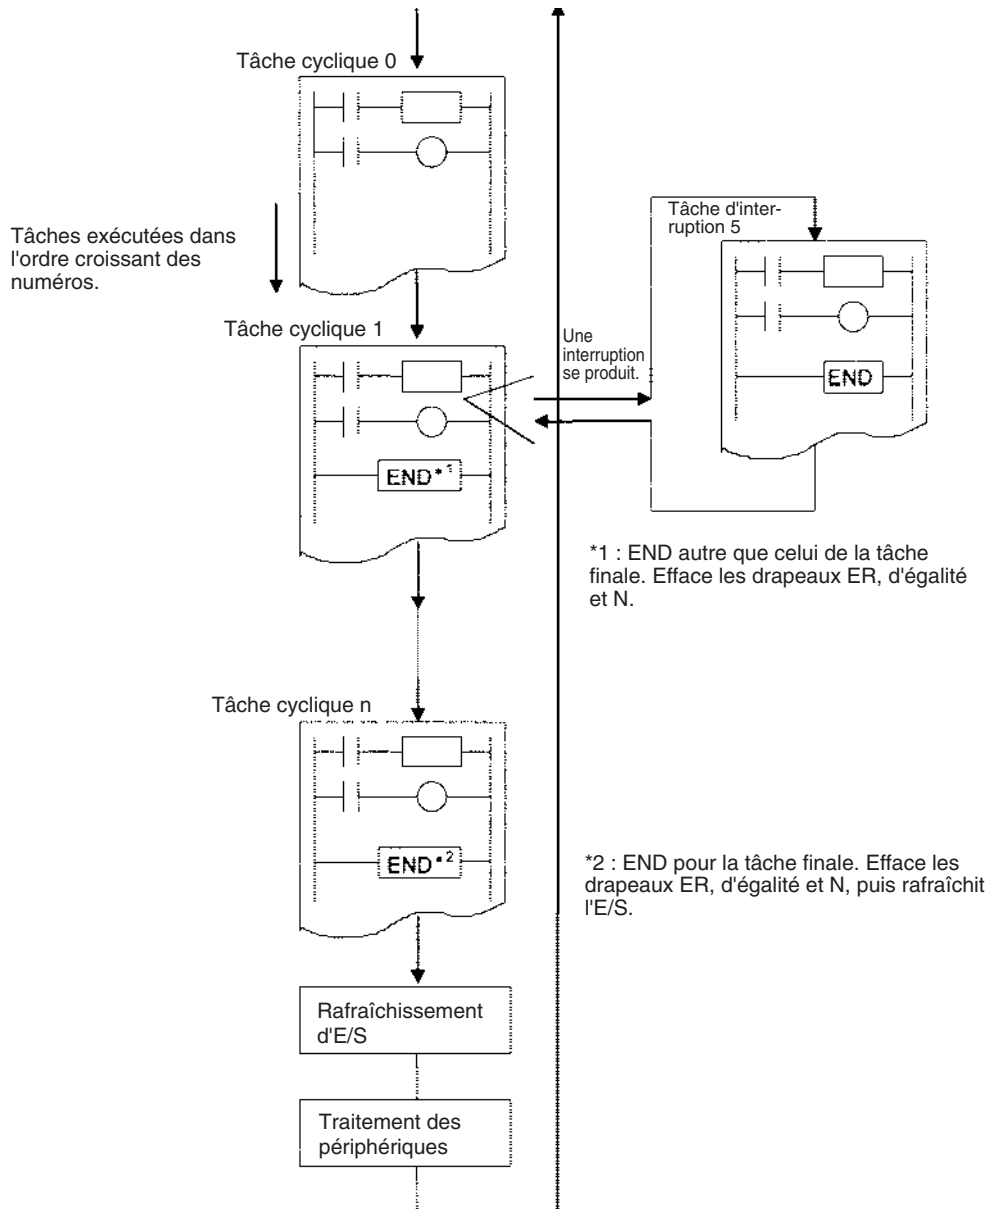 Tâche cyclique 0
Tâches exécutées dans
l'ordre croissant des
numéros.
Tâche d'inter-
ruption 5
Tâche cyclique 1
Une
interruption
se produit.
END
END*1
*1 : END autre que celui de la tâche
finale. Efface les drapeaux ER, d'égalité
et N.
Tâche cyclique n
END*2
*2 : END pour la tâche finale. Efface les
drapeaux ER, d'égalité et N, puis rafraîchit
l'E/S.
Rafraîchissement
d'E/S
Traitement des
périphériques